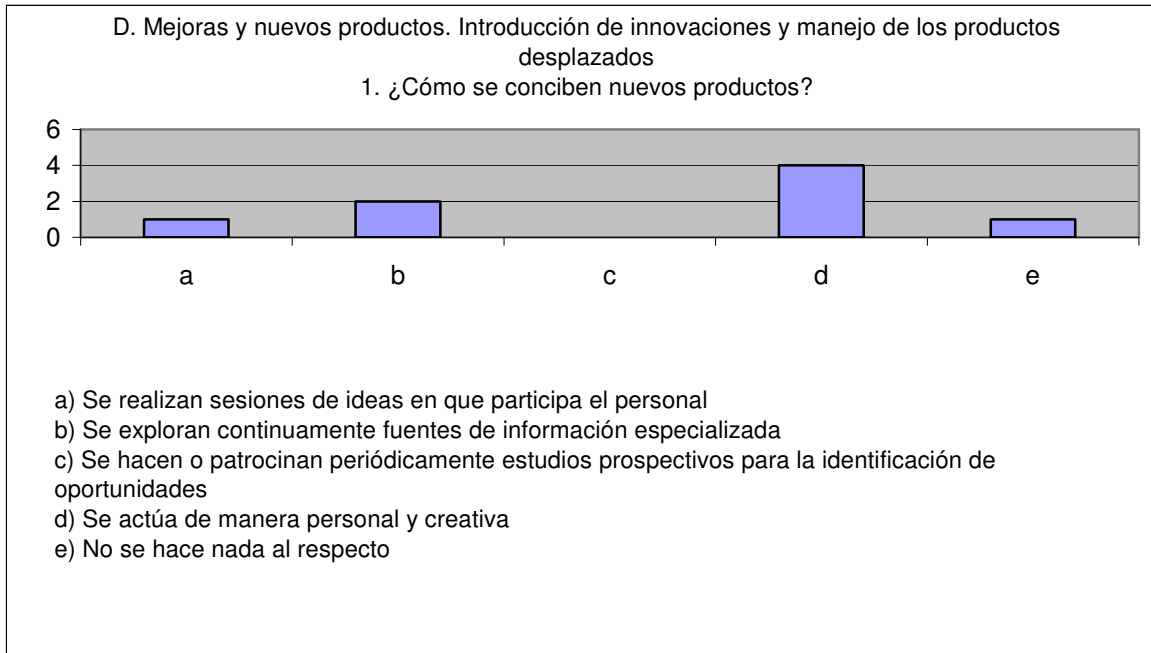 D. Mejoras y nuevos productos. Introducción de innovaciones y manejo de los productos
desplazados
1. ¿Cómo se conciben nuevos productos?
6
4
2
0
a b c d e
a) Se realizan sesiones de ideas en que participa el personal
b) Se exploran continuamente fuentes de información especializada
c) Se hacen o patrocinan periódicamente estudios prospectivos para la identificación de
oportunidades
d) Se actúa de manera personal y creativa
e) No se hace nada al respecto